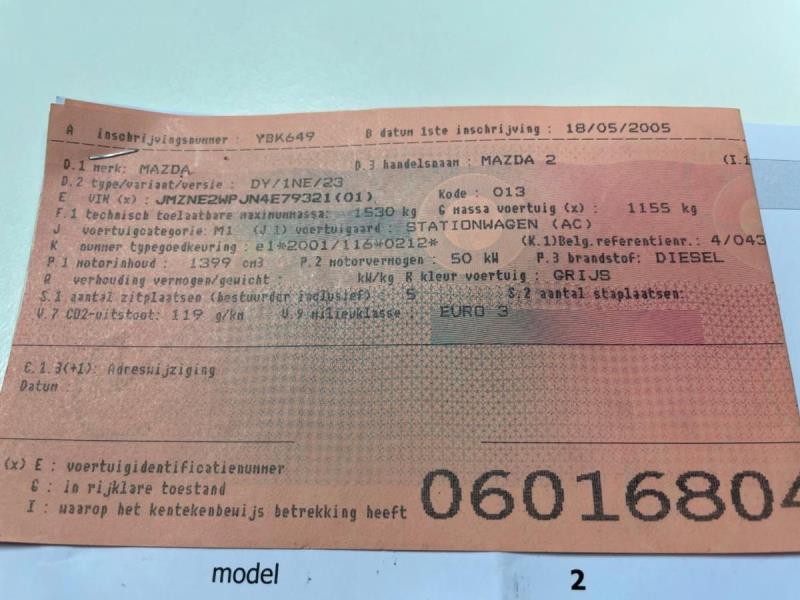 A inschrijvingsnummer : YBK649 B datum 1ste inschrijving : 18/05/2005
D.1 merk: MAZDA D.3 handelsnaam : MAZDA 2 (I.1
D.2 type/variant/versie : DY/1NE/23
E VIN (x) : JMZNE2WPJN4E79321(01) Kode : 013
F.1 technisch toelaatbare maximummassa: 1530 kg G massa voertuig (x) : 1155 kg
J voertuigcategorie: M1 (J 1) voertuigaard : STATIONWAGEN (AC)
K nummer typegoedkeuring : e1*2001/116*0212* (K.1)Belg.referentienr.: 4/043
P.1 motorinhoud : 1399 cm3 P.2 motorvermogen : 50 kW P.3 brandstof: DIESEL
Q verhouding vermogen/gewicht : kW/kg R kleur voertuig : GRIJS
S.1 aantal zitplaatsen (bestuurder inclusief) : 5 S.2 aantal staplaatsen:
V.7 CO2-uitstoot: 119 g/km V.9 milieuklasse : EURO 3
C.1.3(+1): Adreswijziging
Datum :
(x) E : voertuigidentificatienummer
G : in rijklare toestand
I : waarop het kentekenbewijs betrekking heeft
06016804
model 2